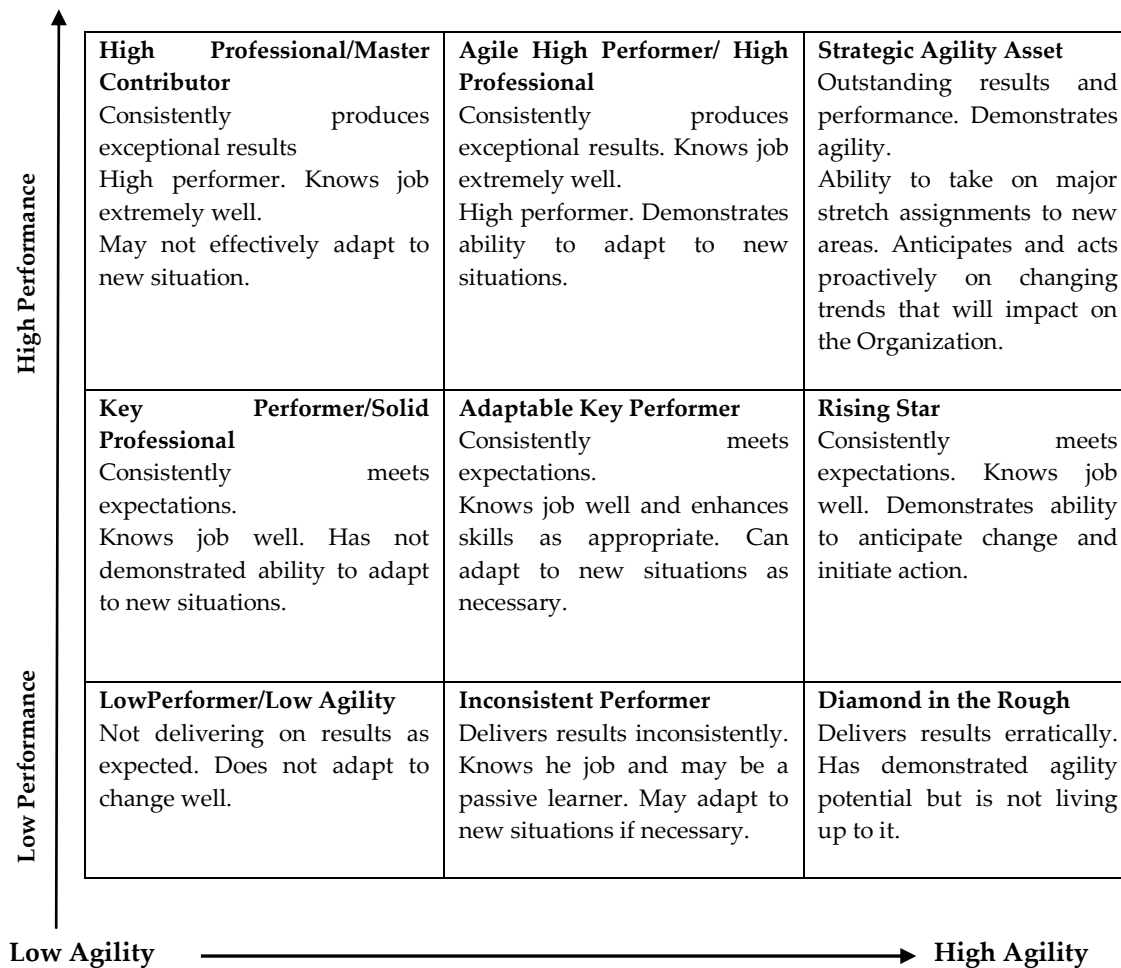 High Performance
Low Performance
High Professional/Master
Contributor
Consistently produces
exceptional results
High performer. Knows job
extremely well.
May not effectively adapt to
new situation.
Agile High Performer/ High
Professional
Consistently produces
exceptional results. Knows job
extremely well.
High performer. Demonstrates
ability to adapt to new
situations.
Strategic Agility Asset
Outstanding results and
performance. Demonstrates
agility.
Ability to take on major
stretch assignments to new
areas. Anticipates and acts
proactively on changing
trends that will impact on
the Organization.
Key Performer/Solid
Professional
Consistently meets
expectations.
Knows job well. Has not
demonstrated ability to adapt
to new situations.
Adaptable Key Performer
Consistently meets
expectations.
Knows job well and enhances
skills as appropriate. Can
adapt to new situations as
necessary.
Rising Star
Consistently meets
expectations. Knows job
well. Demonstrates ability
to anticipate change and
initiate action.
LowPerformer/Low Agility
Not delivering on results as
expected. Does not adapt to
change well.
Inconsistent Performer
Delivers results inconsistently.
Knows he job and may be a
passive learner. May adapt to
new situations if necessary.
Diamond in the Rough
Delivers results erratically.
Has demonstrated agility
potential but is not living
up to it.
Low Agility
High Agility